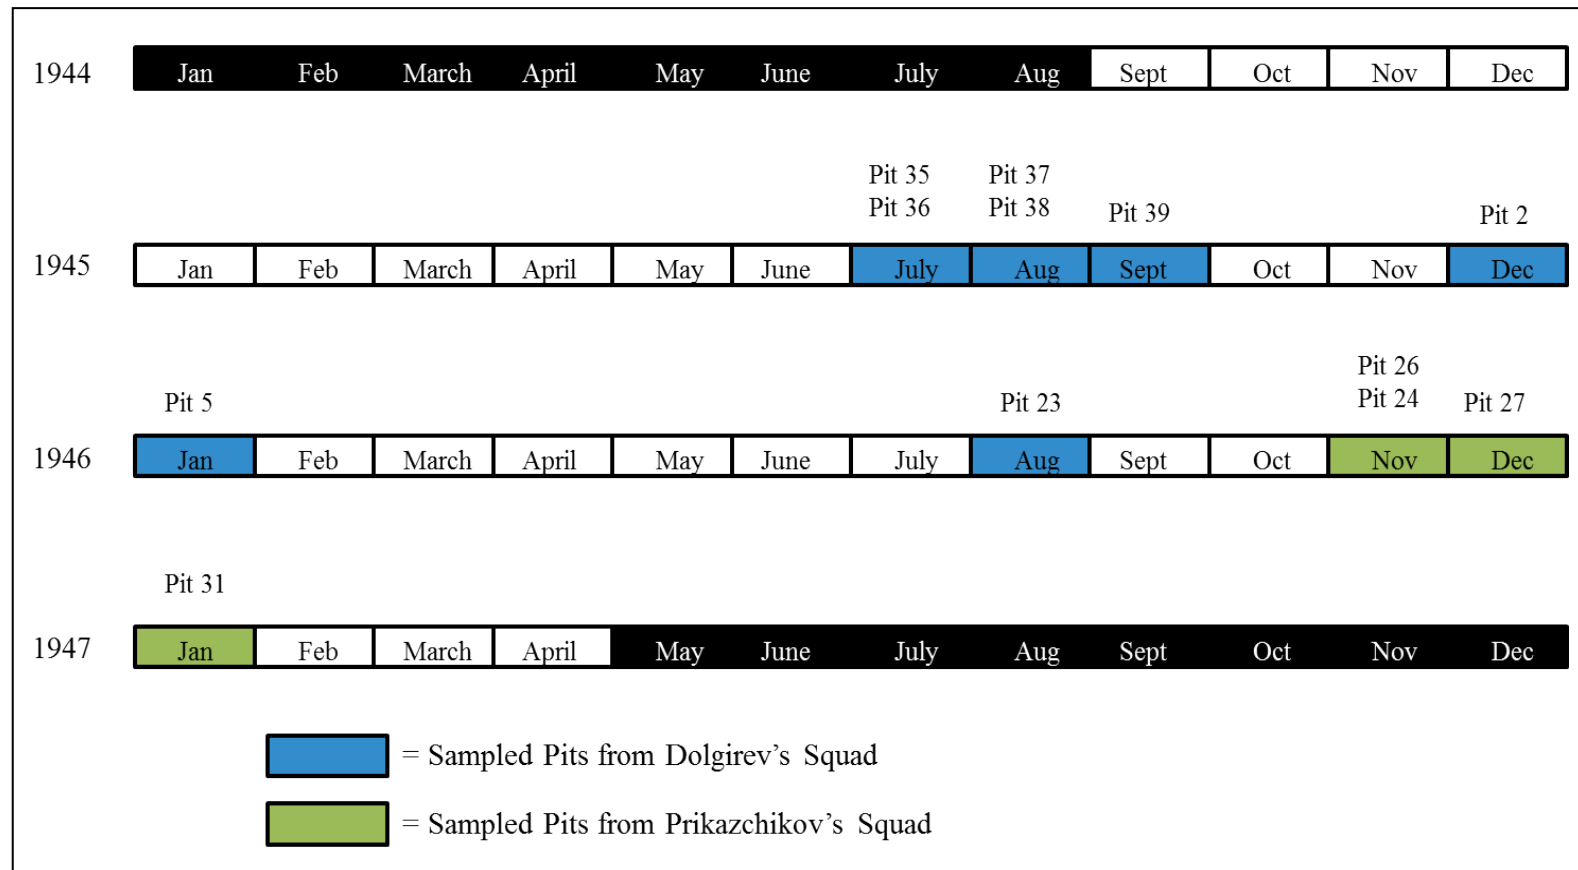 1944 Jan Feb March April May June July Aug Sept Oct Nov Dec
Pit 35 Pit 37
Pit 36 Pit 38 Pit 39 Pit 2
1945 Jan Feb March April May June July Aug Sept Oct Nov Dec
Pit 26
Pit 5 Pit 23 Pit 24 Pit 27
1946 Jan Feb March April May June July Aug Sept Oct Nov Dec
Pit 31
1947 Jan Feb March April May June July Aug Sept Oct Nov Dec
= Sampled Pits from Dolgirev’s Squad
= Sampled Pits from Prikazchikov’s Squad